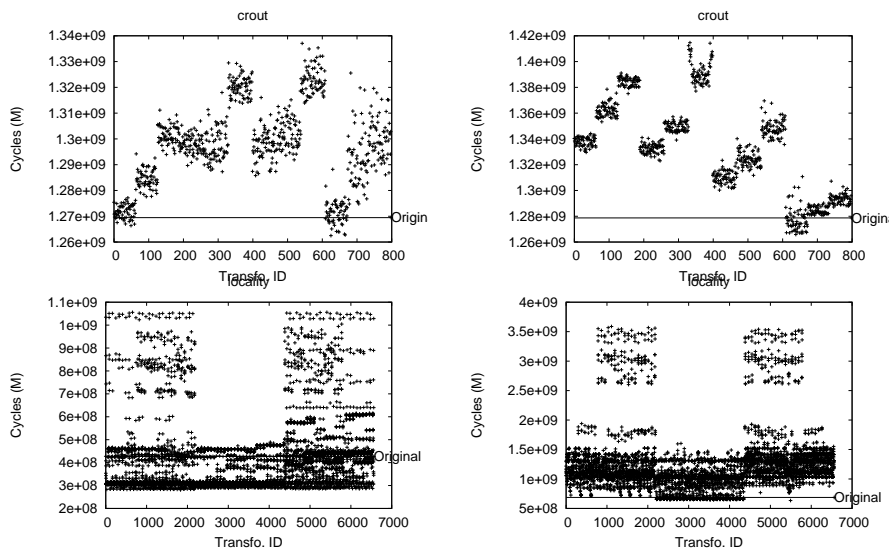 crout
1.34e+09
1.33e+09
1.32e+09
1.31e+09
1.3e+09
1.29e+09
1.28e+09
1.27e+09
1.26e+09
Cycles (M)
Origin
0 100 200 300 400 500 600 700 800
Transfo. ID
crout
1.42e+09
1.4e+09
1.38e+09
1.36e+09
1.34e+09
1.32e+09
1.3e+09
1.28e+09
1.26e+09
Cycles (M)
Origina
0 100 200 300 400 500 600 700 800
Transfo. ID
locality
1.1e+09
1e+09
9e+08
8e+08
7e+08
6e+08
5e+08
4e+08
3e+08
2e+08
Cycles (M)
Original
0 1000 2000 3000 4000 5000 6000 7000
Transfo. ID
locality
4e+09
3.5e+09
3e+09
2.5e+09
2e+09
1.5e+09
1e+09
5e+08
Cycles (M)
Original
0 1000 2000 3000 4000 5000 6000 7000
Transfo. ID